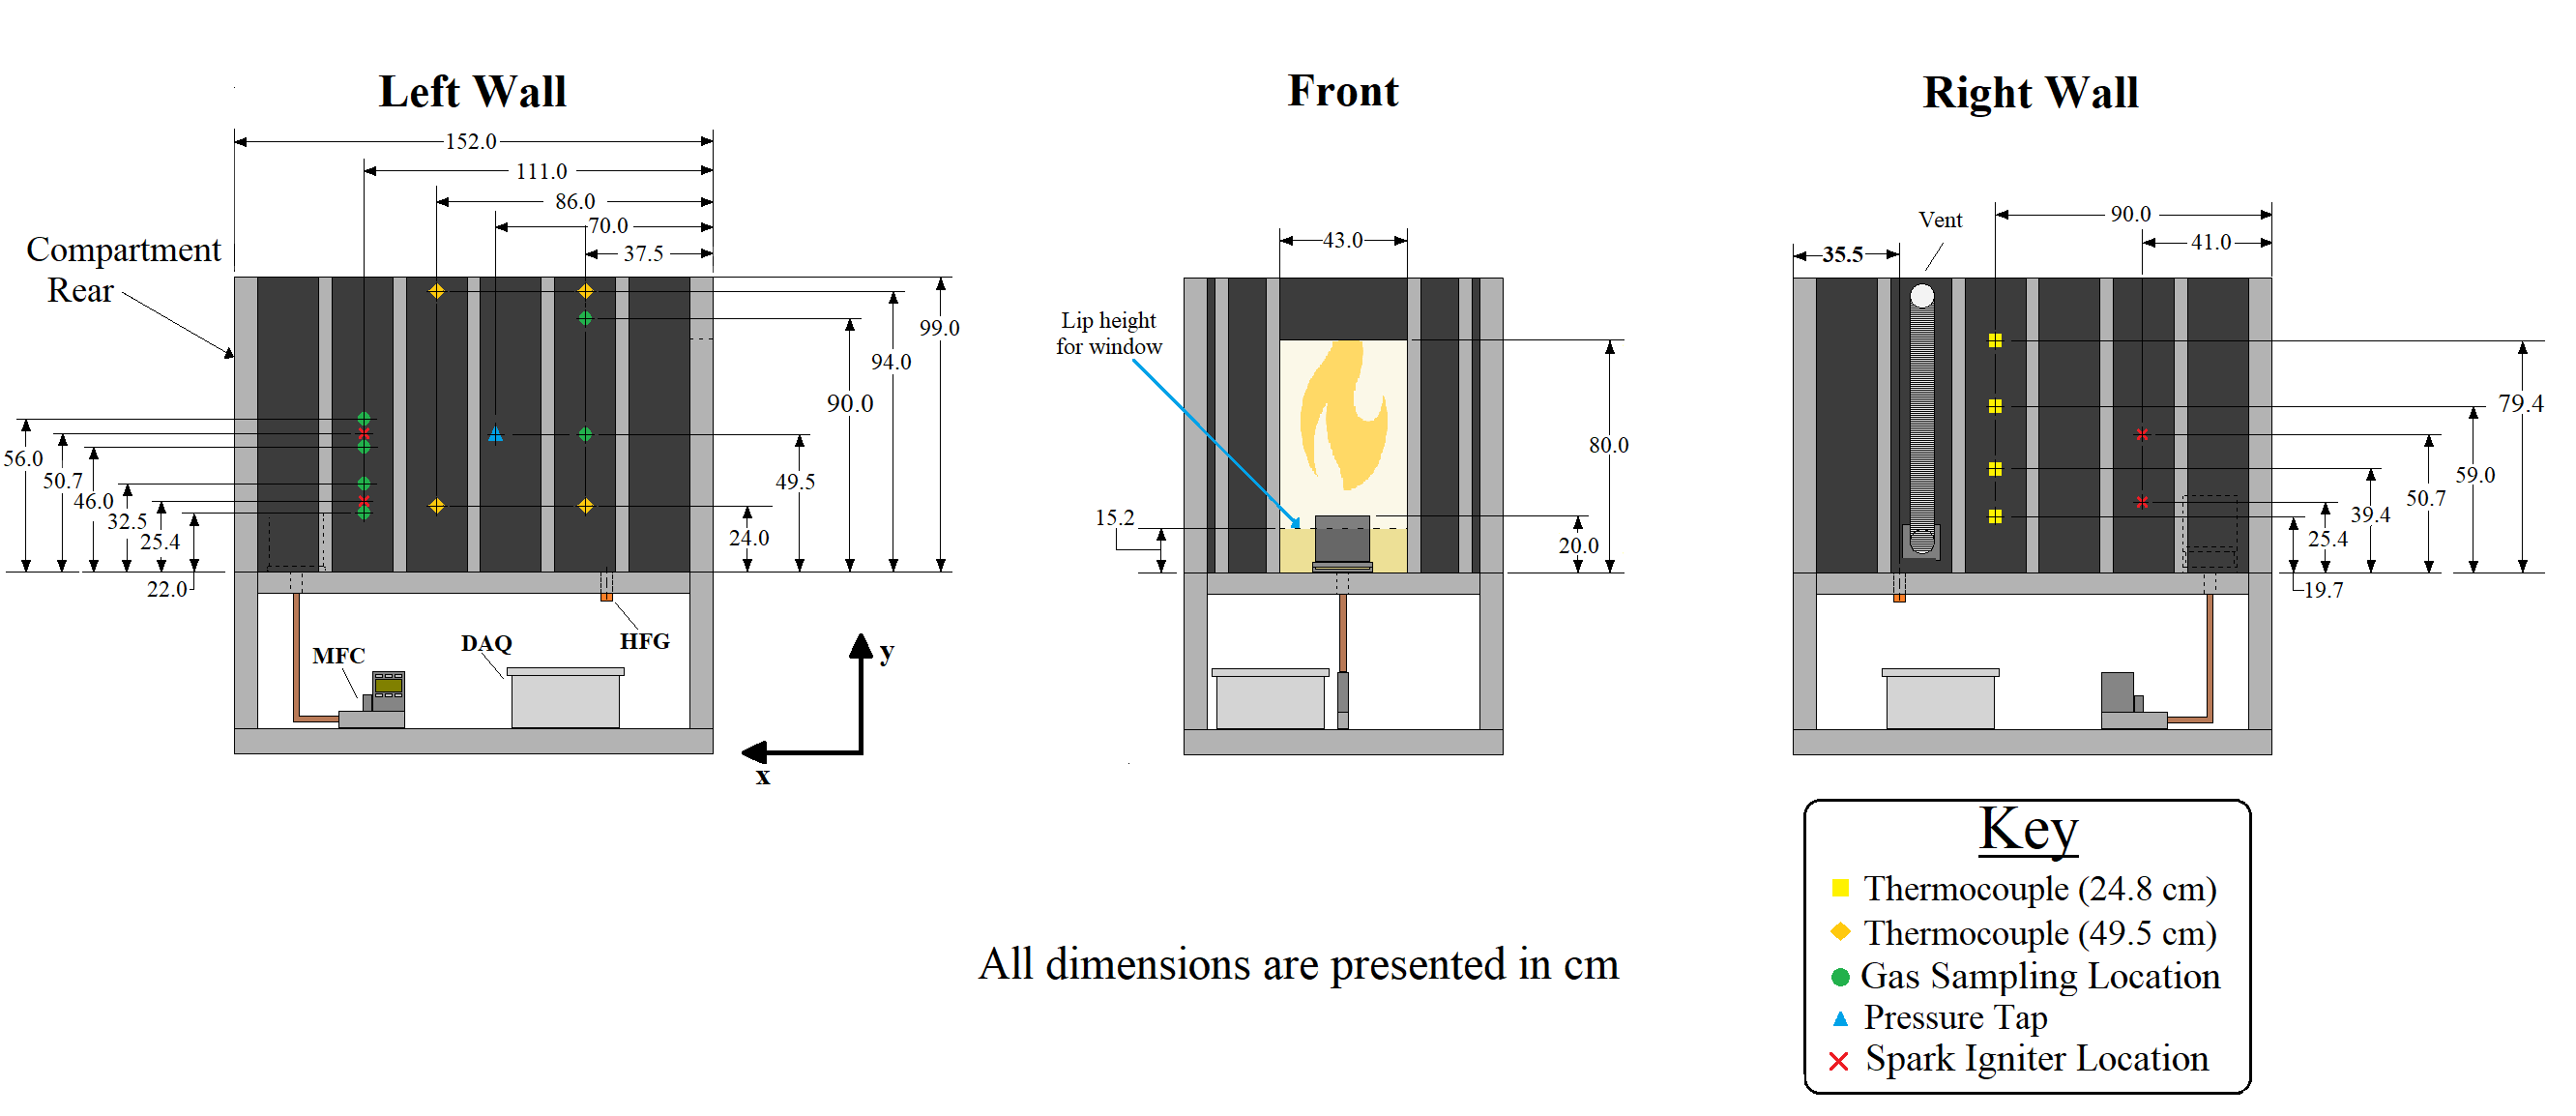 Left Wall
152.0
111.0
86.0
70.0
37.5
Compartment
Rear
99.0
94.0
90.0
49.5
24.0
56.0
50.7
46.0
32.5
25.4
22.0
MFC
DAQ
HFG
y
x
Front
43.0
Lip height
for window
15.2
80.0
20.0
Right Wall
Vent
90.0
41.0
35.5
79.4
59.0
50.7
39.4
25.4
19.7
Key
Thermocouple (24.8 cm)
Thermocouple (49.5 cm)
Gas Sampling Location
Pressure Tap
Spark Igniter Location
All dimensions are presented in cm